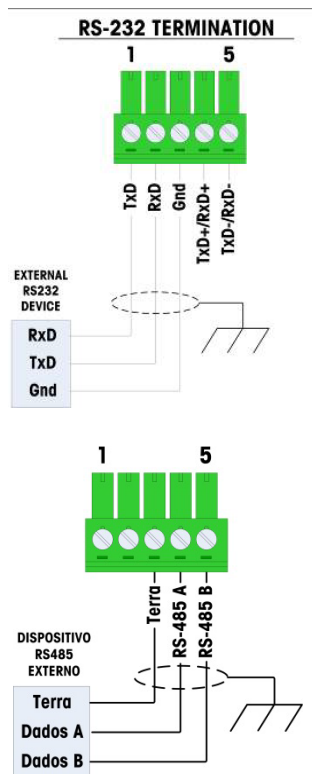 RS-232 TERMINATION
1 5
TxD
RxD
Gnd
TxD+/RxD+
TxD-/RxD-
EXTERNAL
RS232
DEVICE
RxD
TxD
Gnd
1 5
Terra
RS-485 A
RS-485 B
DISPOSITIVO
RS485
EXTERNO
Terra
Dados A
Dados B